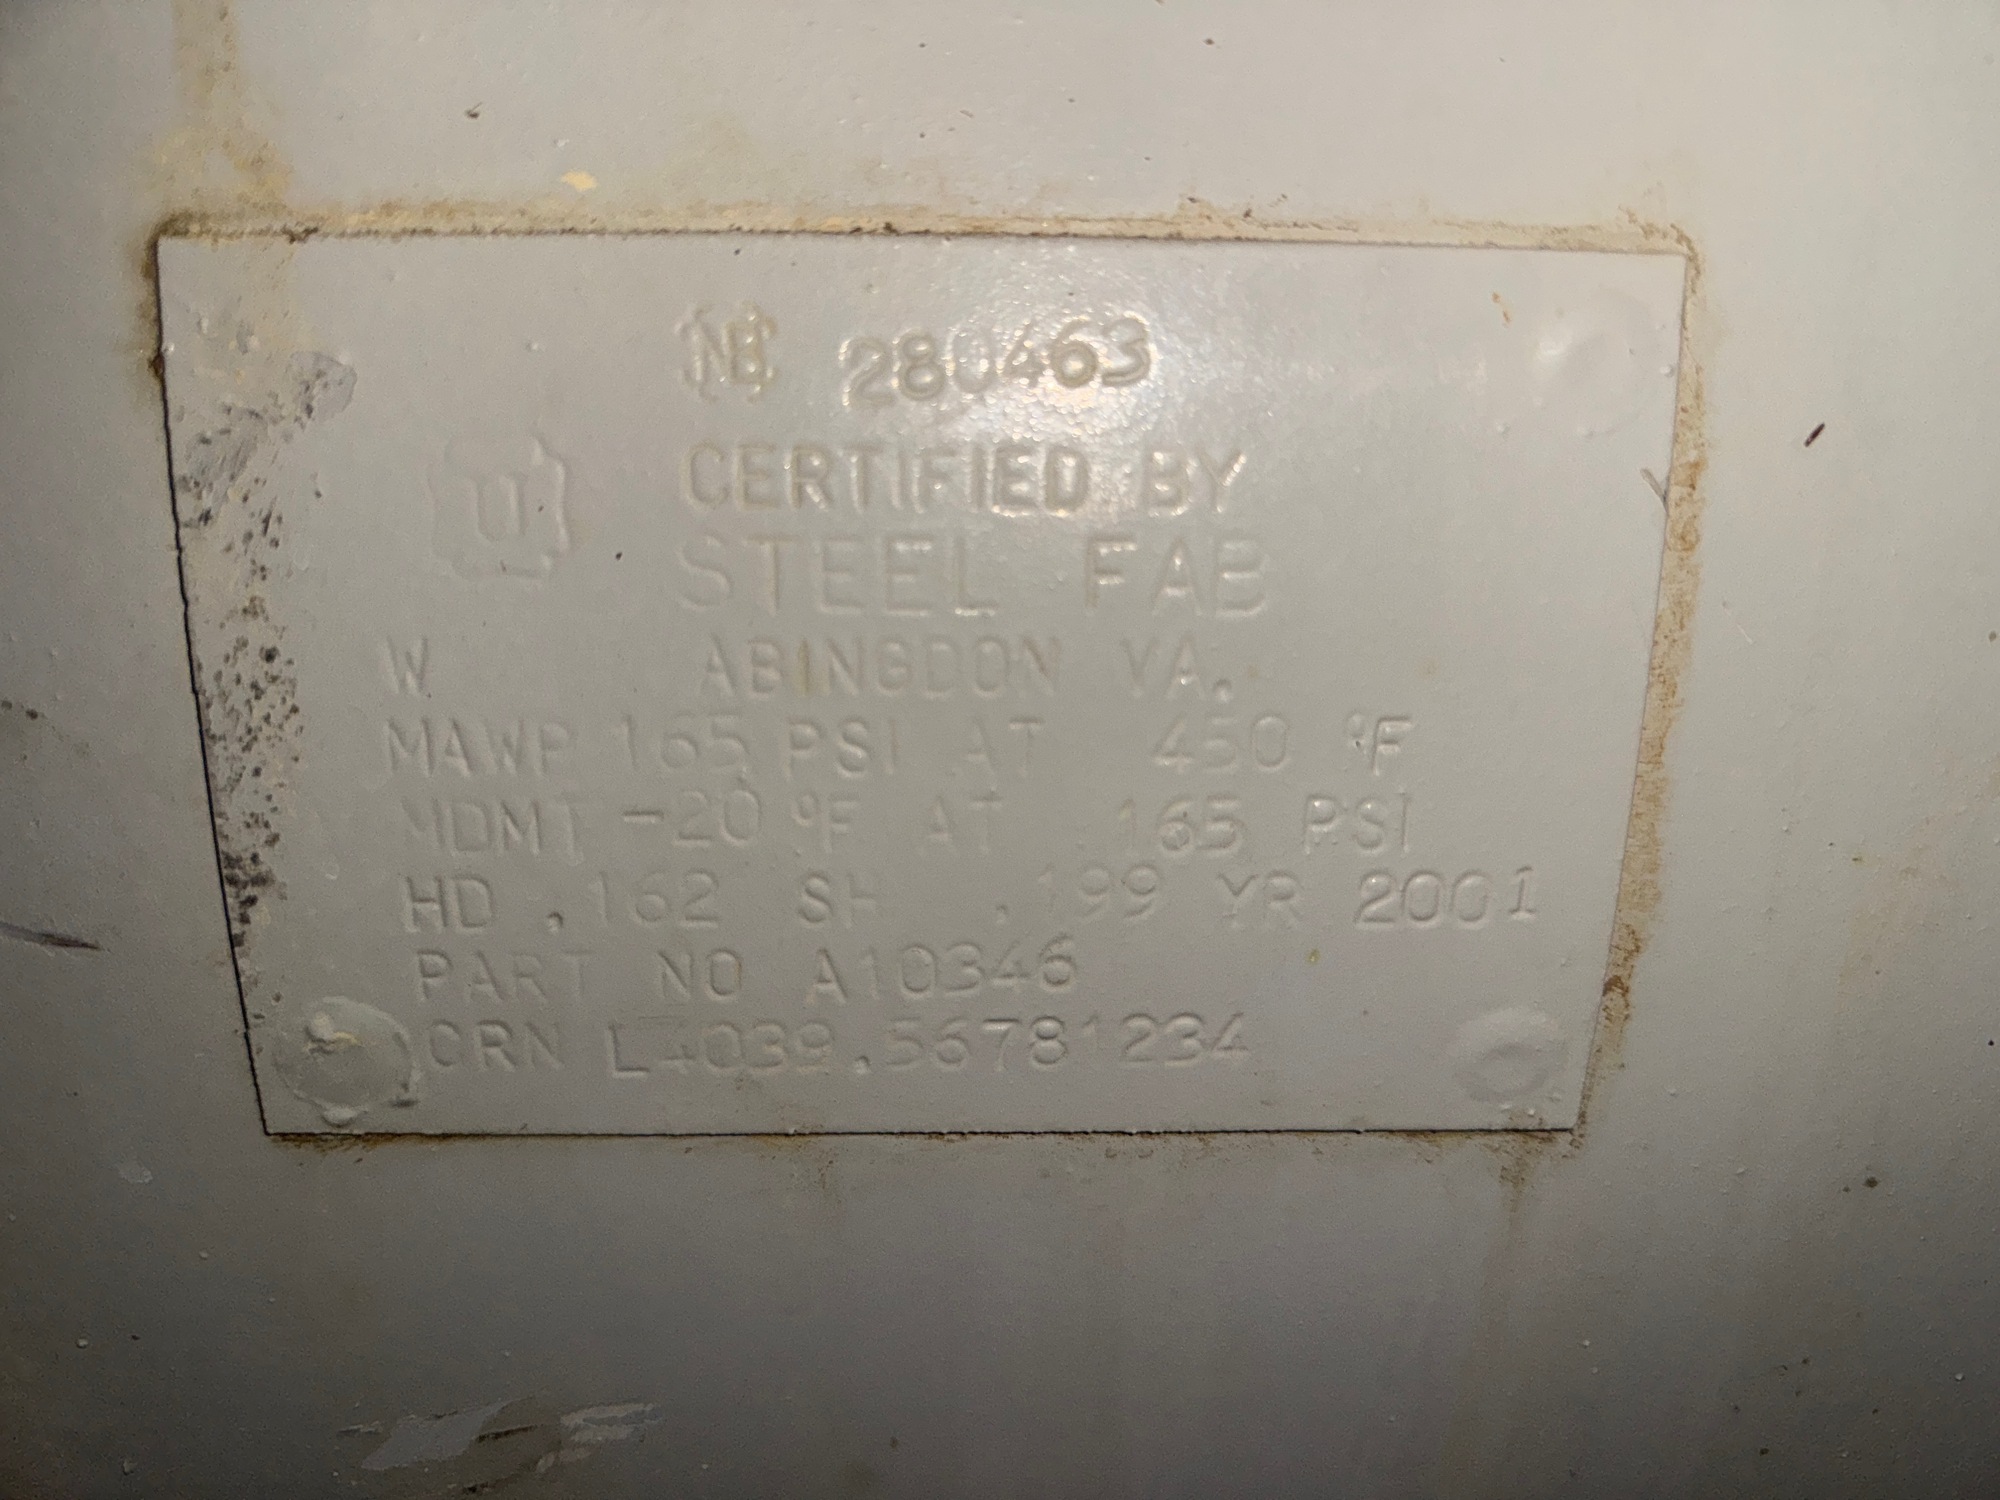 NB 280463
U CERTIFIED BY
STEEL FAB
W ABINGDON VA.
MAWP 165 PSI AT 450 °F
MDMT -20 °F AT 165 PSI
HD .162 SH .199 YR 2001
PART NO A10346
CRN L4039.56781234